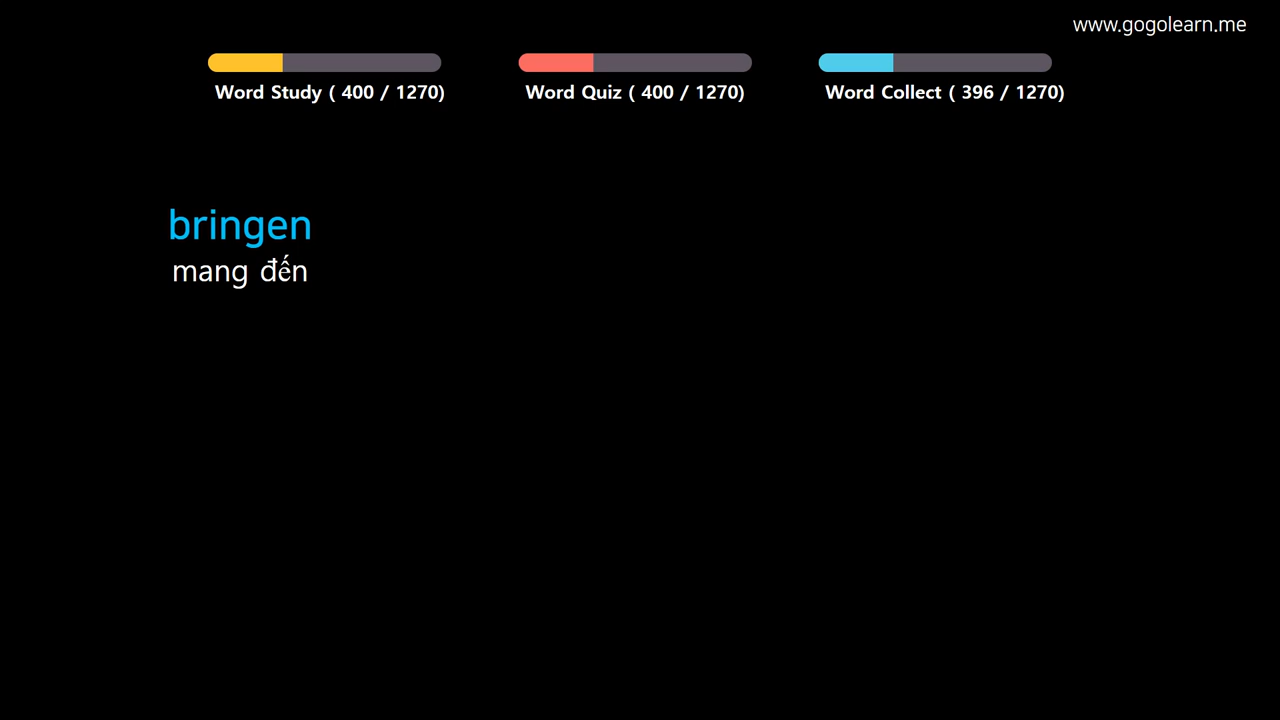 www.gogolearn.me
Word Study ( 400 / 1270)
Word Quiz ( 400 / 1270)
Word Collect ( 396 / 1270)
bringen
mang đến